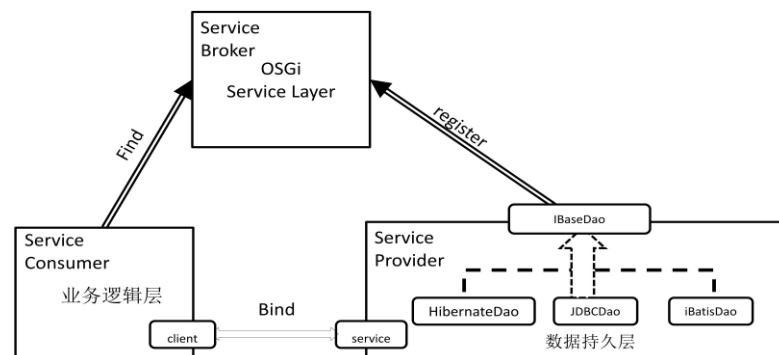 Service
Broker
OSGi
Service Layer
Find
register
IBaseDao
Service
Consumer
业务逻辑层
Service
Provider
HibernateDao
JDBCDao
iBatisDao
Bind
client
service
数据持久层